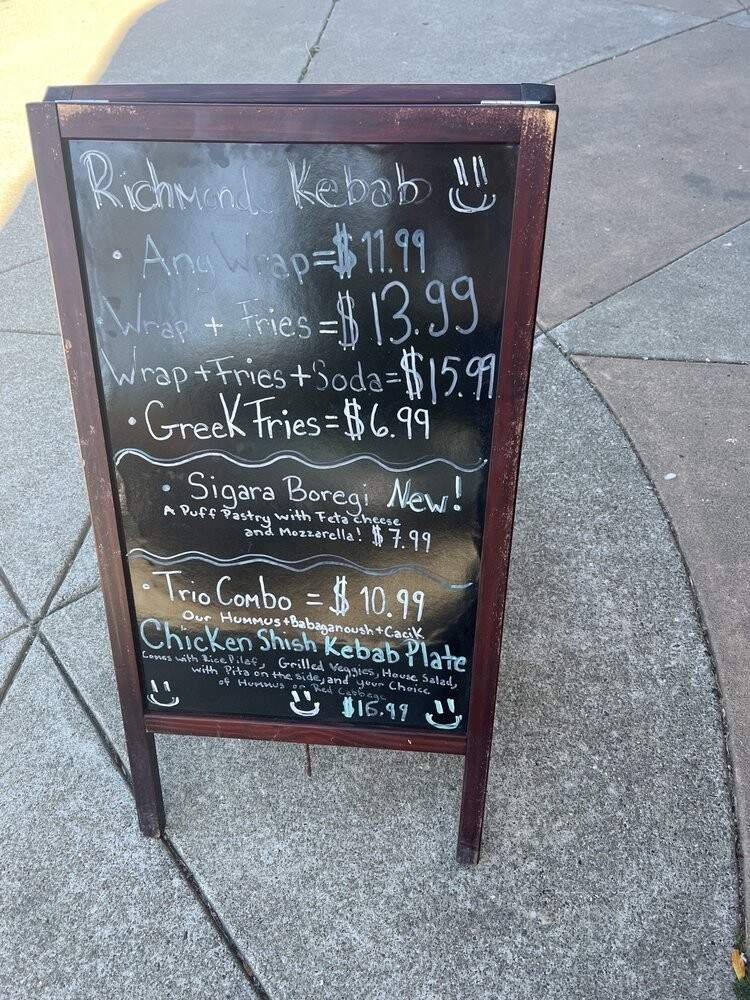 Richmond Kebab
• Any Wrap = $11.99
Wrap + Fries = $13.99
Wrap + Fries + Soda = $15.99
• Greek Fries = $6.99
• Sigara Boregi New!
A Puff Pastry with Feta cheese
and Mozzarella! $7.99
• Trio Combo = $10.99
Our Hummus + Babaganoush + Cacik
Chicken Shish Kebab Plate
Comes with Rice Pilaf, Grilled Veggies, House Salad,
with Pita on the side, and your Choice
of Hummus or Red Cabbage
$16.99